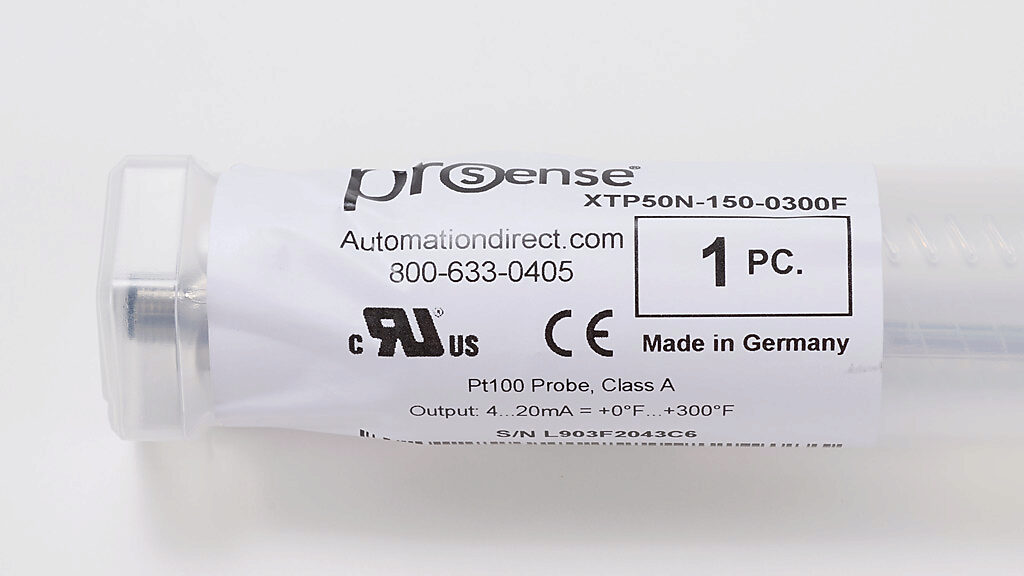 prosense®
XTP50N-150-0300F
Automationdirect.com
800-633-0405
1 PC.
c RU® US
CE
Made in Germany
Pt100 Probe, Class A
Output: 4...20mA = +0°F...+300°F
S/N L903F2043C6